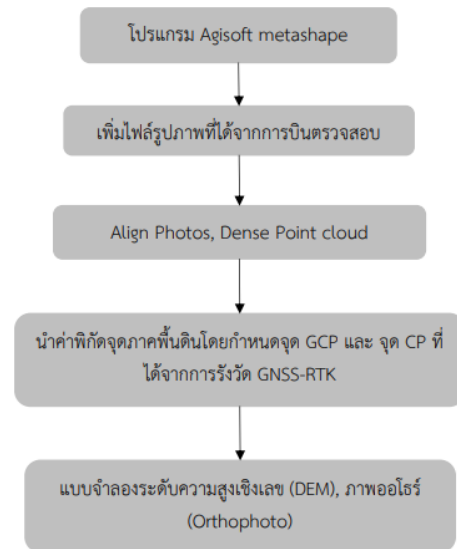 โปรแกรม Agisoft metashape
เพิ่มไฟล์รูปภาพที่ได้จากการบินตรวจสอบ
Align Photos, Dense Point cloud
นำค่าพิกัดจุดภาคพื้นดินโดยกำหนดจุด GCP และ จุด CP ที่
ได้จากการรังวัด GNSS-RTK
แบบจำลองระดับความสูงเชิงเลข (DEM), ภาพออโธร์
(Orthophoto)